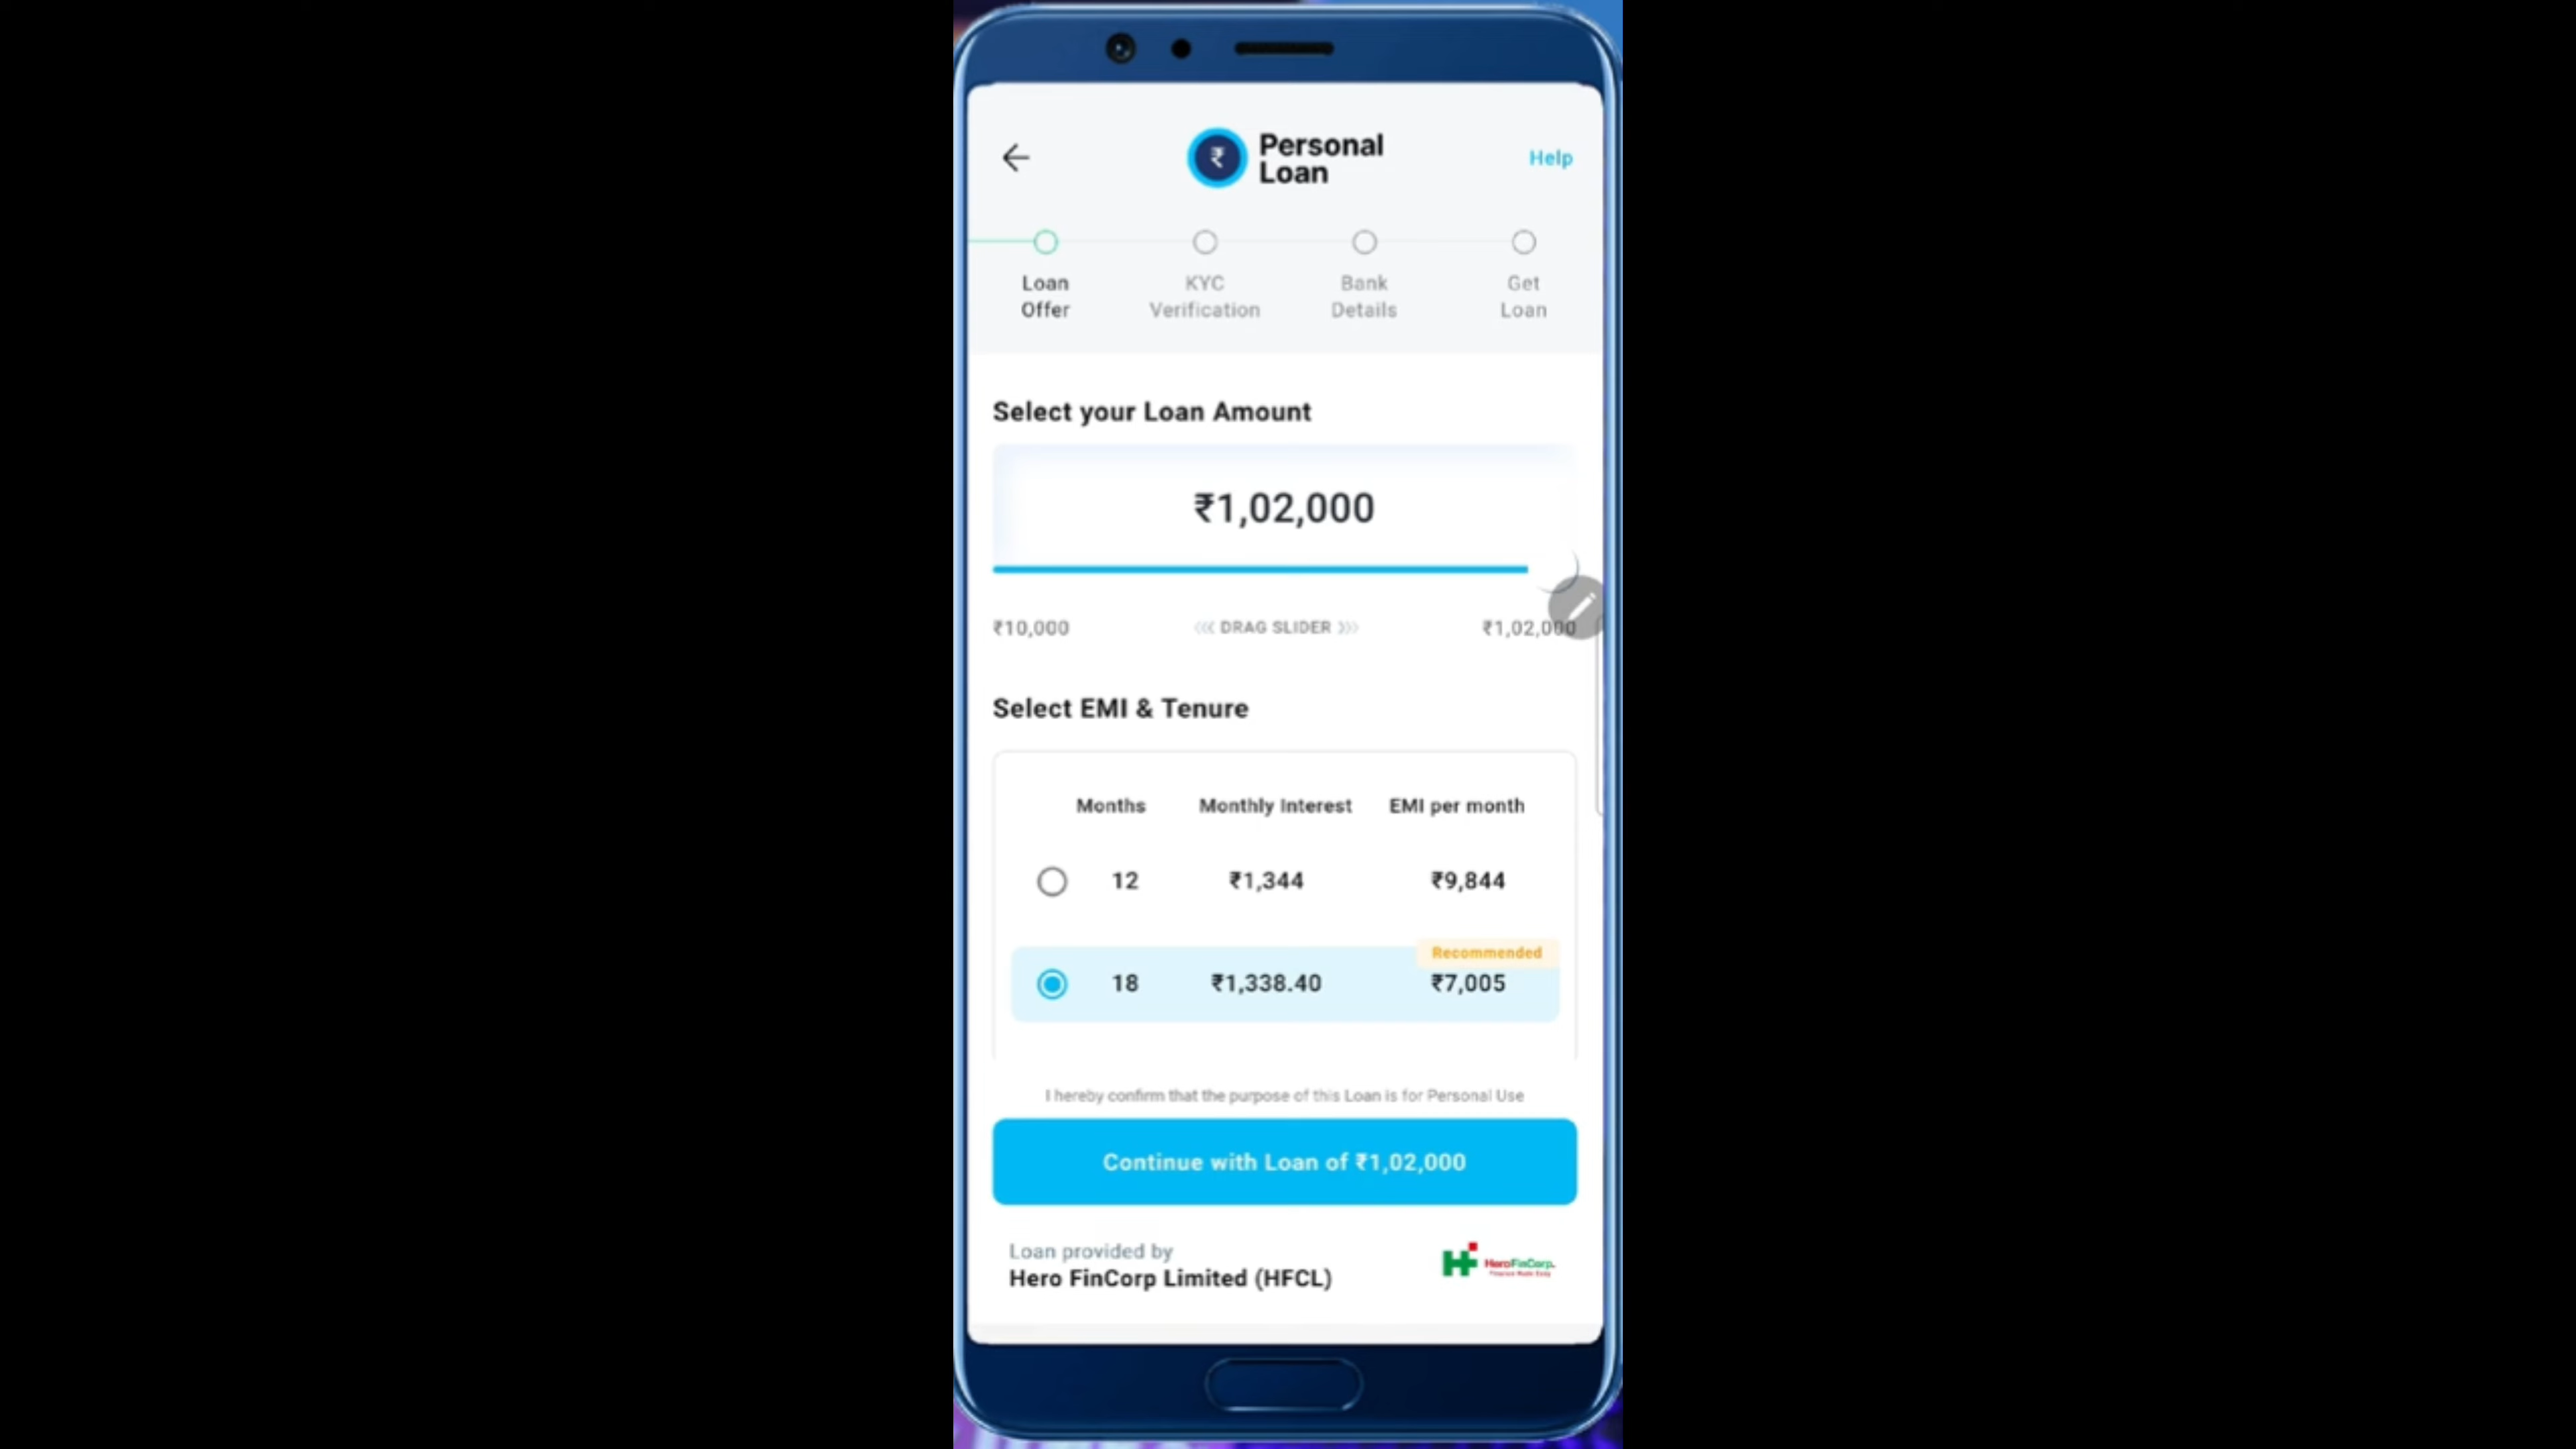 ₹
Personal
Loan
Help
Loan
Offer
KYC
Verification
Bank
Details
Get
Loan
Select your Loan Amount
₹1,02,000
₹10,000
DRAG SLIDER
₹1,02,000
Select EMI & Tenure
Months Monthly Interest EMI per month
12 ₹1,344 ₹9,844
Recommended
18 ₹1,338.40 ₹7,005
I hereby confirm that the purpose of this Loan is for Personal Use
Continue with Loan of ₹1,02,000
Loan provided by
Hero FinCorp Limited (HFCL)
HeroFinCorp.